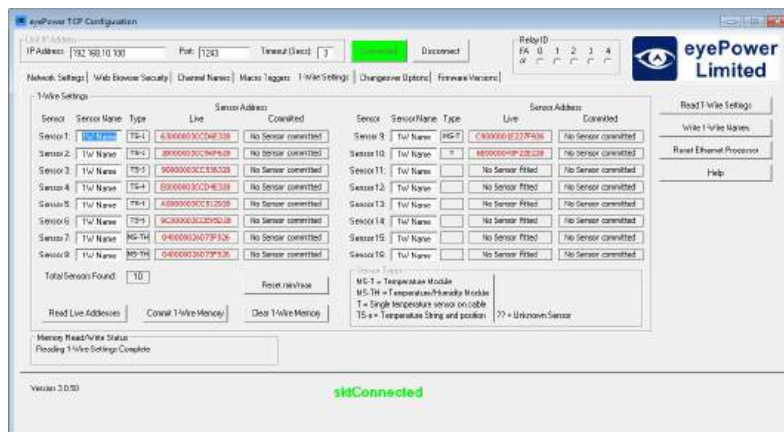 eyePower TCP Configuration
Unit IP Address
IP Address: 192.168.10.100 Port: 1243 Timeout (Secs) 3 Connected Disconnect
Relay ID
FA 0 1 2 3 4
eyePower
Limited
Network Settings Web Browser Security Channel Names Macro Triggers 1-Wire Settings Changeover Options Firmware Versions
1-Wire Settings
Sensor Address Sensor Address
Sensor Sensor Name Type Live Committed Sensor Sensor Name Type Live Committed
Sensor 1: 1W Name TS-1 No Sensor committed Sensor 9: 1W Name MS-T No Sensor committed
Sensor 2: 1W Name TS-2 No Sensor committed Sensor 10: 1W Name No Sensor committed
Sensor 3: 1W Name TS-3 No Sensor committed Sensor 11: 1W Name No Sensor fitted No Sensor committed
Sensor 4: 1W Name TS-4 No Sensor committed Sensor 12: 1W Name No Sensor fitted No Sensor committed
Sensor 5: 1W Name No Sensor committed Sensor 13: 1W Name No Sensor fitted No Sensor committed
Sensor 6: 1W Name No Sensor committed Sensor 14: 1W Name No Sensor fitted No Sensor committed
Sensor 7: 1W Name MS-TH No Sensor committed Sensor 15: 1W Name No Sensor fitted No Sensor committed
Sensor 8: 1W Name MS-TH No Sensor committed Sensor 16: 1W Name No Sensor fitted No Sensor committed
Read 1-Wire Settings
Write 1-Wire Names
Reset Ethernet Processor
Help
Total Sensors Found: 10
Reset min/max
Read Live Addresses Commit 1-Wire Memory Clear 1-Wire Memory
Sensor Types
MS-T = Temperature Module
MS-TH = Temperature/Humidity Module
T = Single temperature sensor on cable
TS-x = Temperature String and position ?? = Unknown Sensor
Memory Read/Write Status
Reading 1-Wire Settings Complete
Version 3.0.50
sktConnected